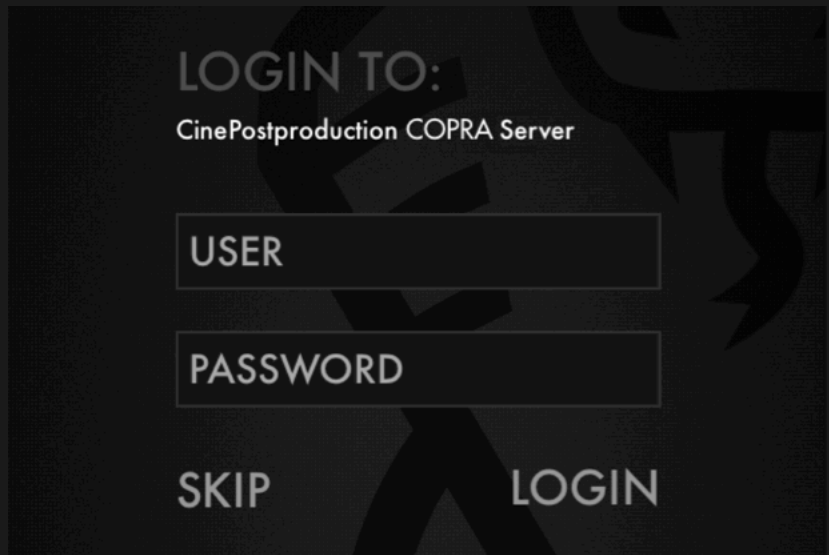 LOGIN TO:
CinePostproduction COPRA Server
USER
PASSWORD
SKIP LOGIN